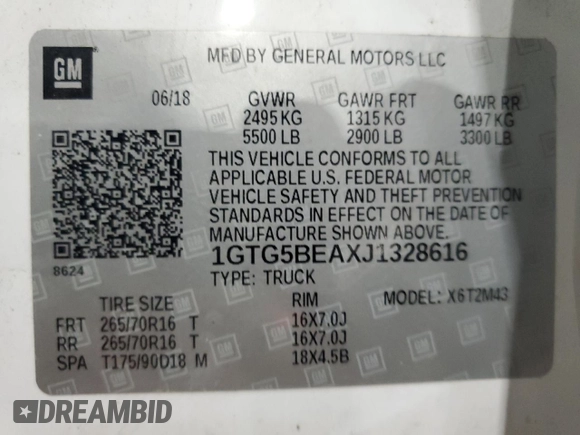 GM
MFD BY GENERAL MOTORS LLC
06/18 GVWR GAWR FRT GAWR RR
2495 KG 1315 KG 1497 KG
5500 LB 2900 LB 3300 LB
THIS VEHICLE CONFORMS TO ALL
APPLICABLE U.S. FEDERAL MOTOR
VEHICLE SAFETY AND THEFT PREVENTION
STANDARDS IN EFFECT ON THE DATE OF
MANUFACTURE SHOWN ABOVE.
8624
1GTG5BEAXJ1328616
TYPE: TRUCK
TIRE SIZE RIM MODEL: X6T2M43
FRT 265/70R16 T 16X7.0J
RR 265/70R16 T 16X7.0J
SPA T175/90D18 M 18X4.5B
DREAMBID